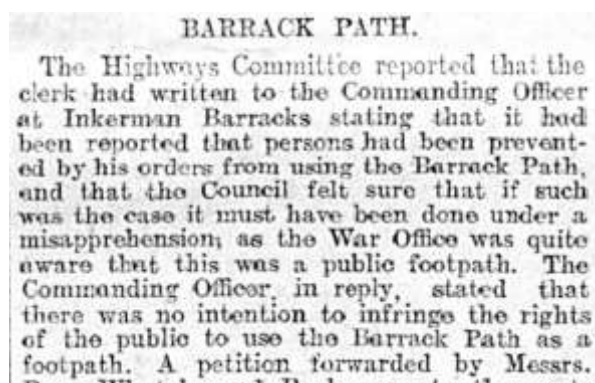 BARRACK PATH.
The Highways Committee reported that the
clerk had written to the Commanding Officer
at Inkerman Barracks stating that it had
been reported that persons had been prevent-
ed by his orders from using the Barrack Path,
and that the Council felt sure that if such
was the case it must have been done under a
misapprehension, as the War Office was quite
aware that this was a public footpath. The
Commanding Officer, in reply, stated that
there was no intention to infringe the rights
of the public to use the Barrack Path as a
footpath. A petition forwarded by Messrs.